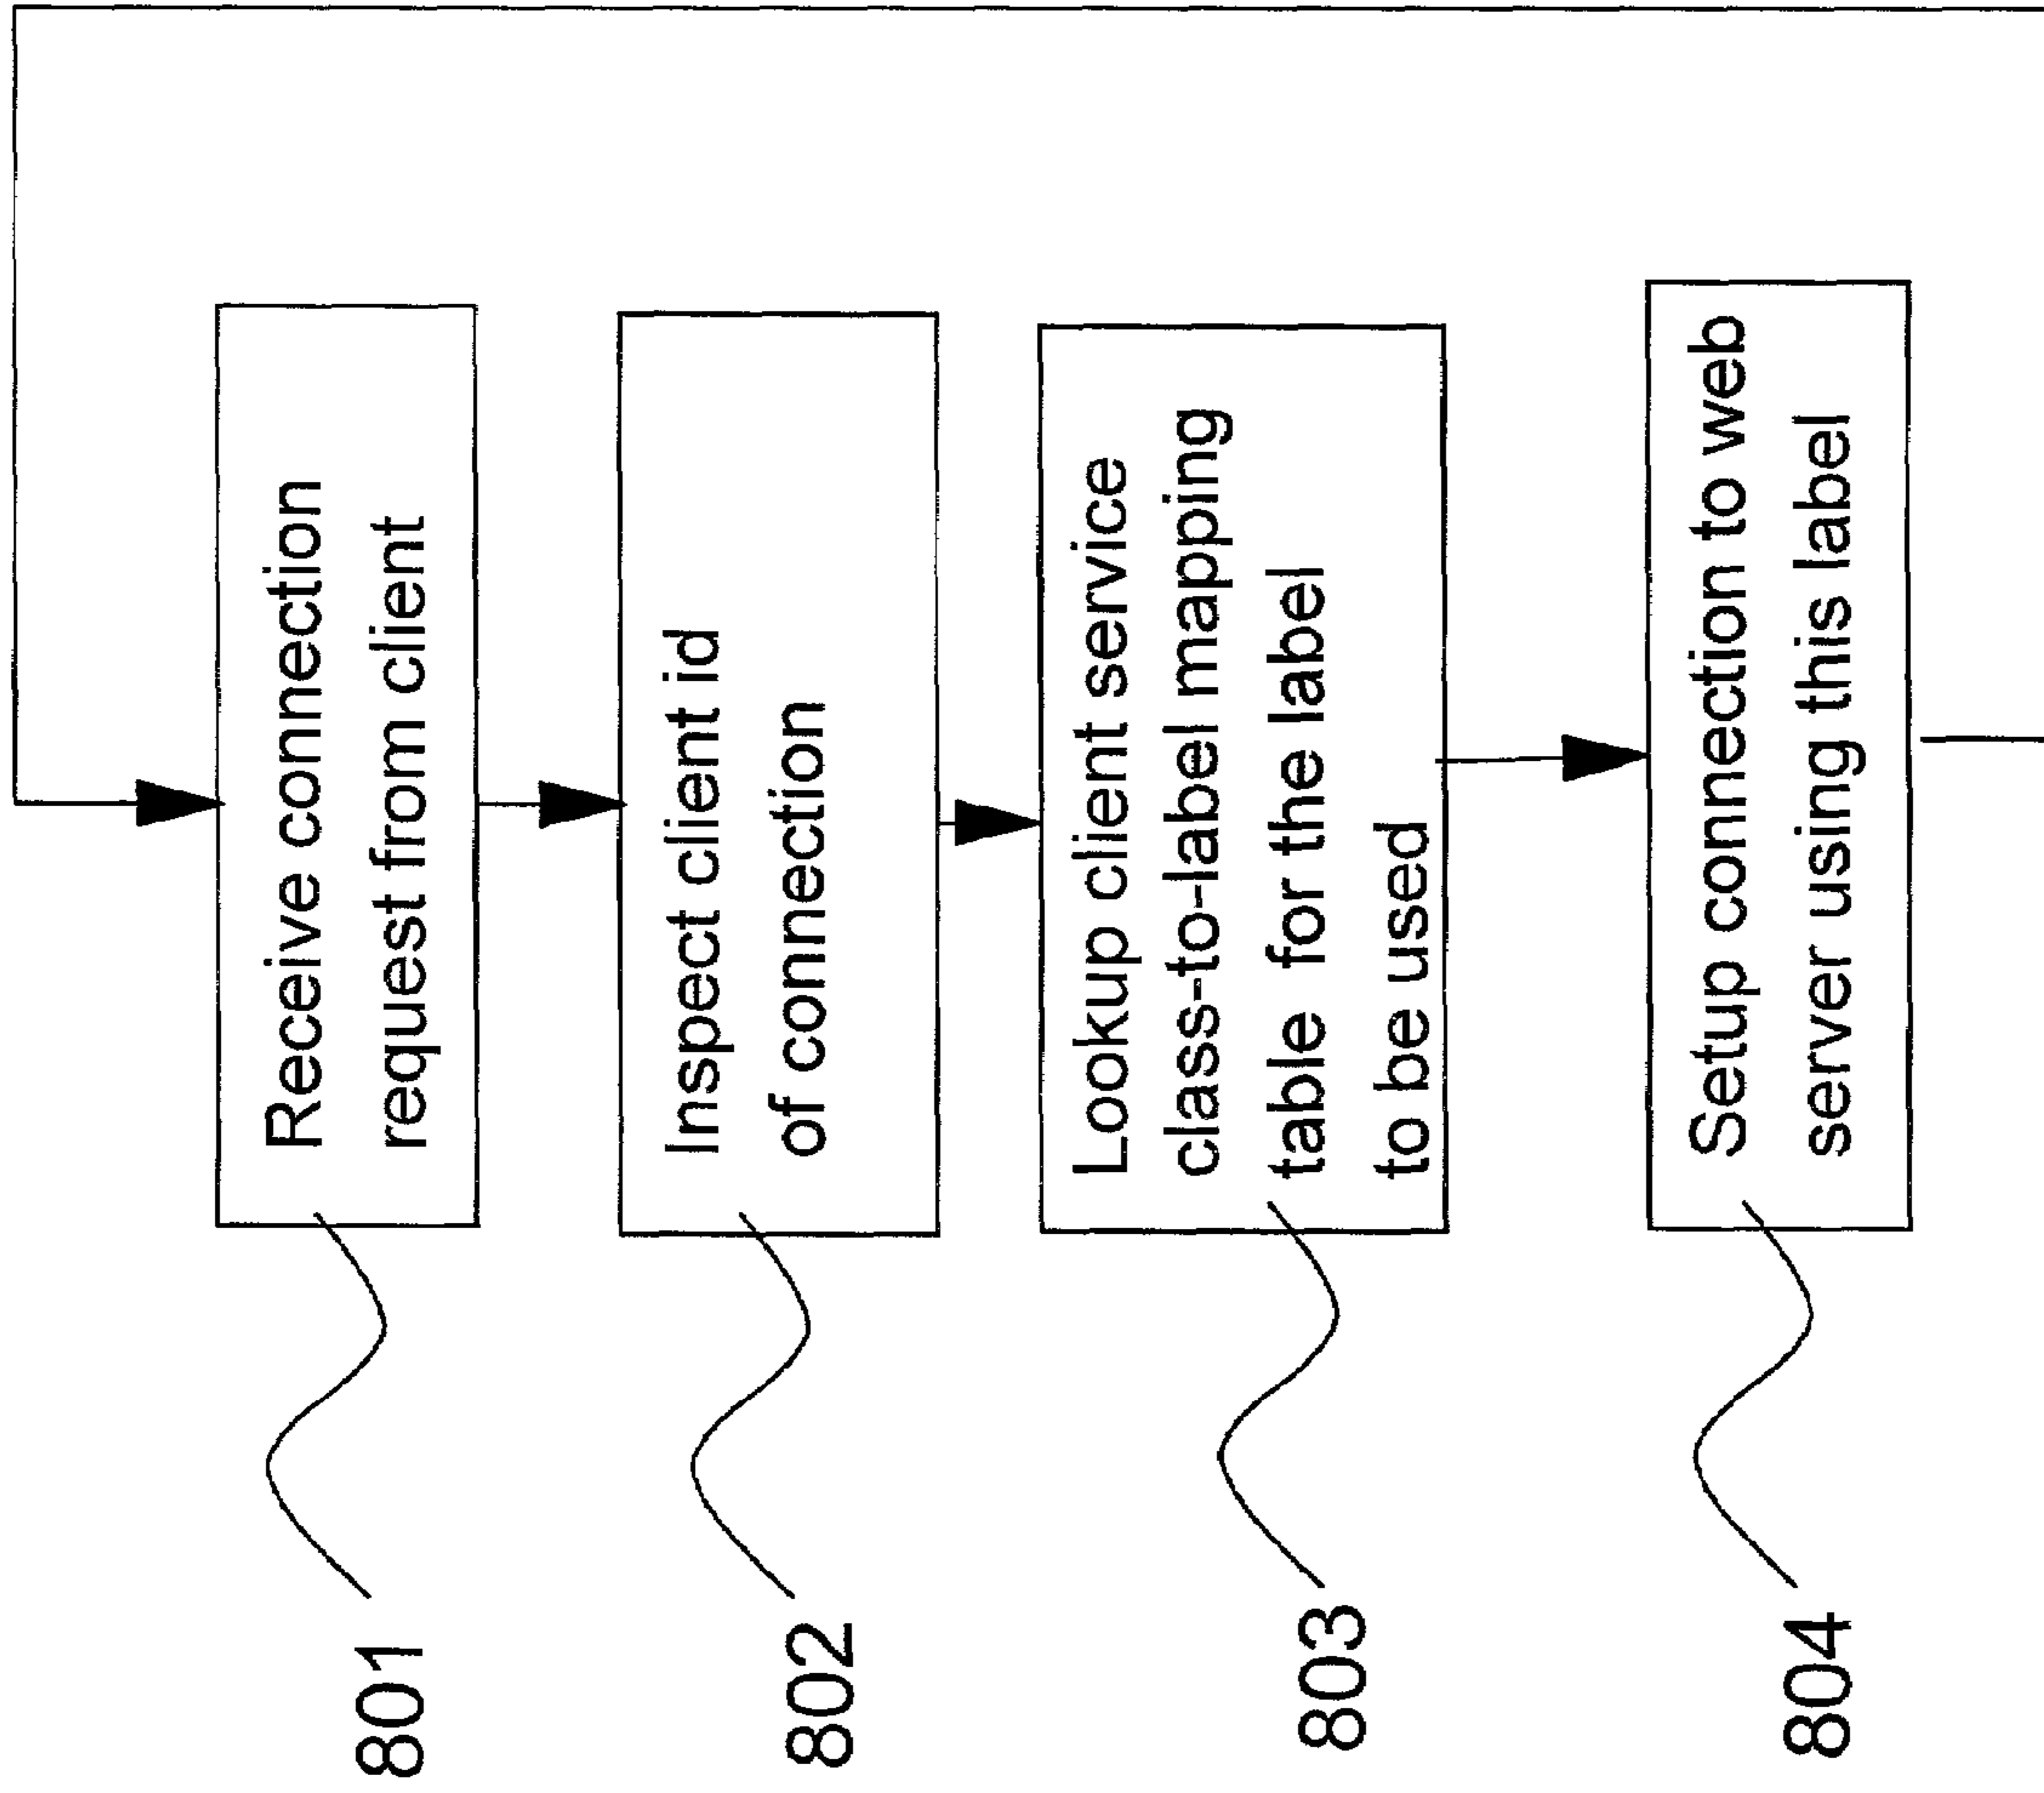 801
Receive connection
request from client
802
Inspect client id
of connection
803
Lookup client service
class-to-label mapping
table for the label
to be used
804
Setup connection to web
server using this label